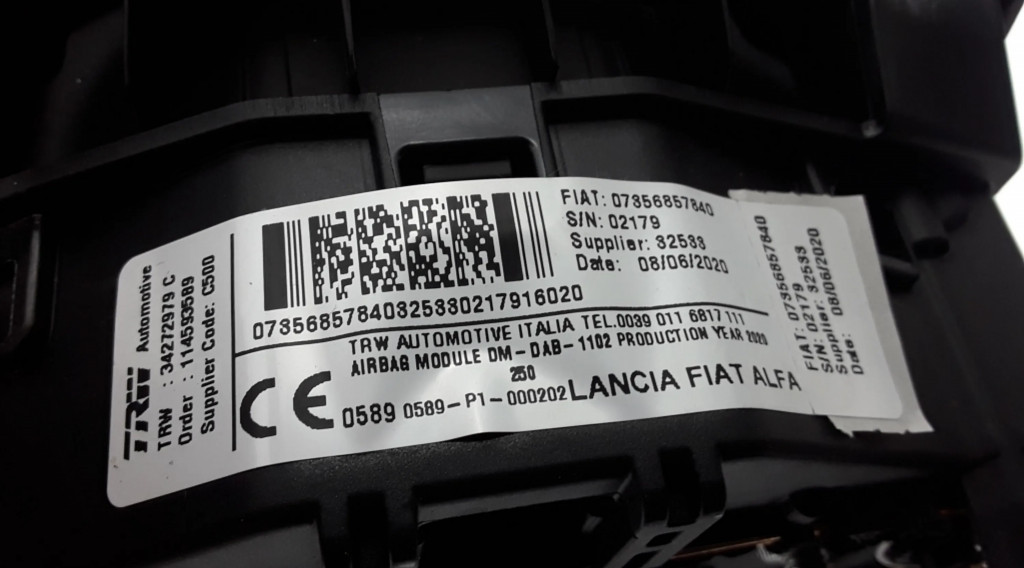 TRW Automotive
TRW : 34272979 C
Order : 114593589
Supplier Code: C500
FIAT: 07356857840
S/N: 02179
Supplier: 32533
Date: 08/06/2020
07356857840325330217916020
TRW AUTOMOTIVE ITALIA TEL.0039 011 6817 111
AIRBAG MODULE DM-DAB-1102 PRODUCTION YEAR 2020
250
CE 0589 0589-P1-000202 LANCIA FIAT ALFA
FIAT: 07356857840
S/N: 02179
Supplier: 32533
Date: 08/06/2020